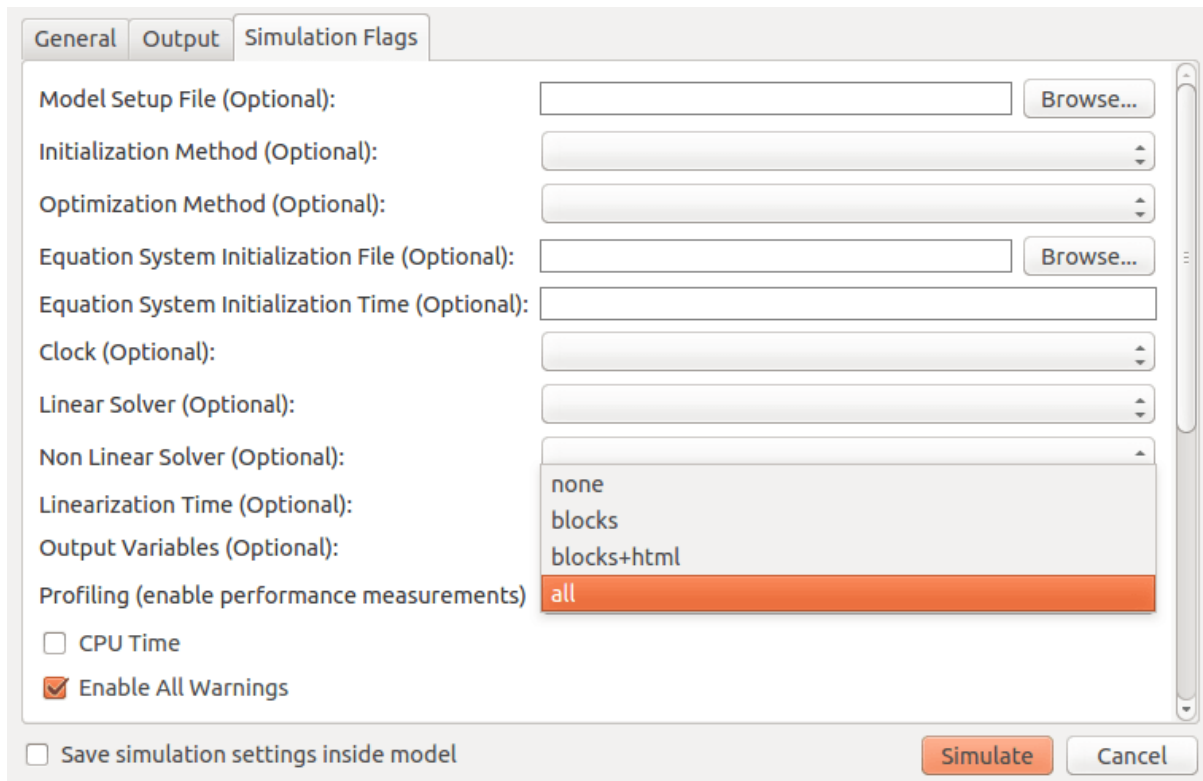 General Output Simulation Flags
Model Setup File (Optional): Browse...
Initialization Method (Optional):
Optimization Method (Optional):
Equation System Initialization File (Optional): Browse...
Equation System Initialization Time (Optional):
Clock (Optional):
Linear Solver (Optional):
Non Linear Solver (Optional):
none
Linearization Time (Optional):
blocks
Output Variables (Optional):
blocks+html
Profiling (enable performance measurements) all
CPU Time
Enable All Warnings
Save simulation settings inside model Simulate Cancel